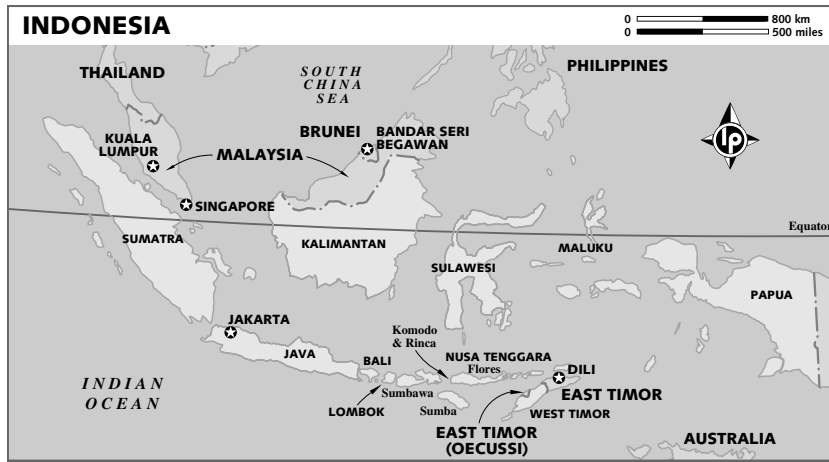 INDONESIA
0 800 km
0 500 miles
THAILAND
SOUTH
CHINA
SEA
PHILIPPINES
KUALA
LUMPUR
MALAYSIA
BRUNEI
BANDAR SERI
BEGAWAN
lp
SINGAPORE
Equator
SUMATRA
KALIMANTAN
SULAWESI
MALUKU
PAPUA
JAKARTA
JAVA
BALI
Komodo
& Rinca
NUSA TENGGARA
Flores
DILI
EAST TIMOR
INDIAN
OCEAN
LOMBOK
Sumbawa
Sumba
WEST TIMOR
EAST TIMOR
(OECUSSI)
AUSTRALIA